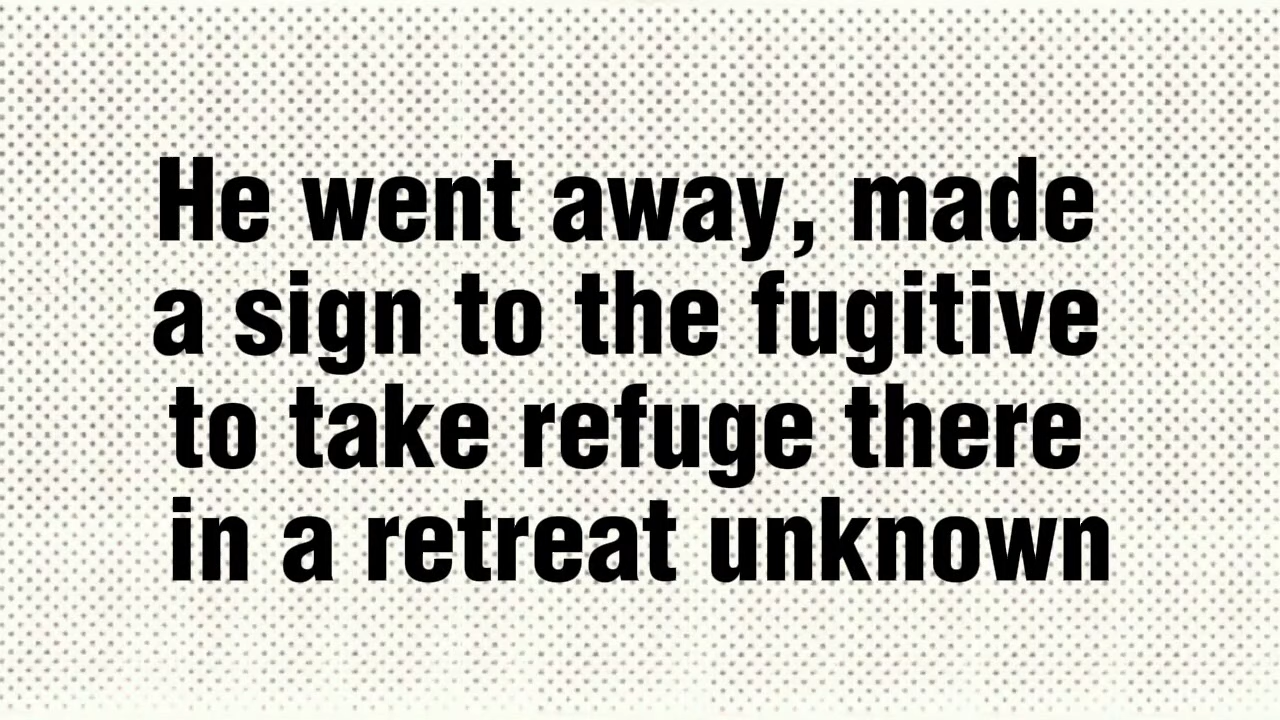 He went away, made
a sign to the fugitive
to take refuge there
in a retreat unknown